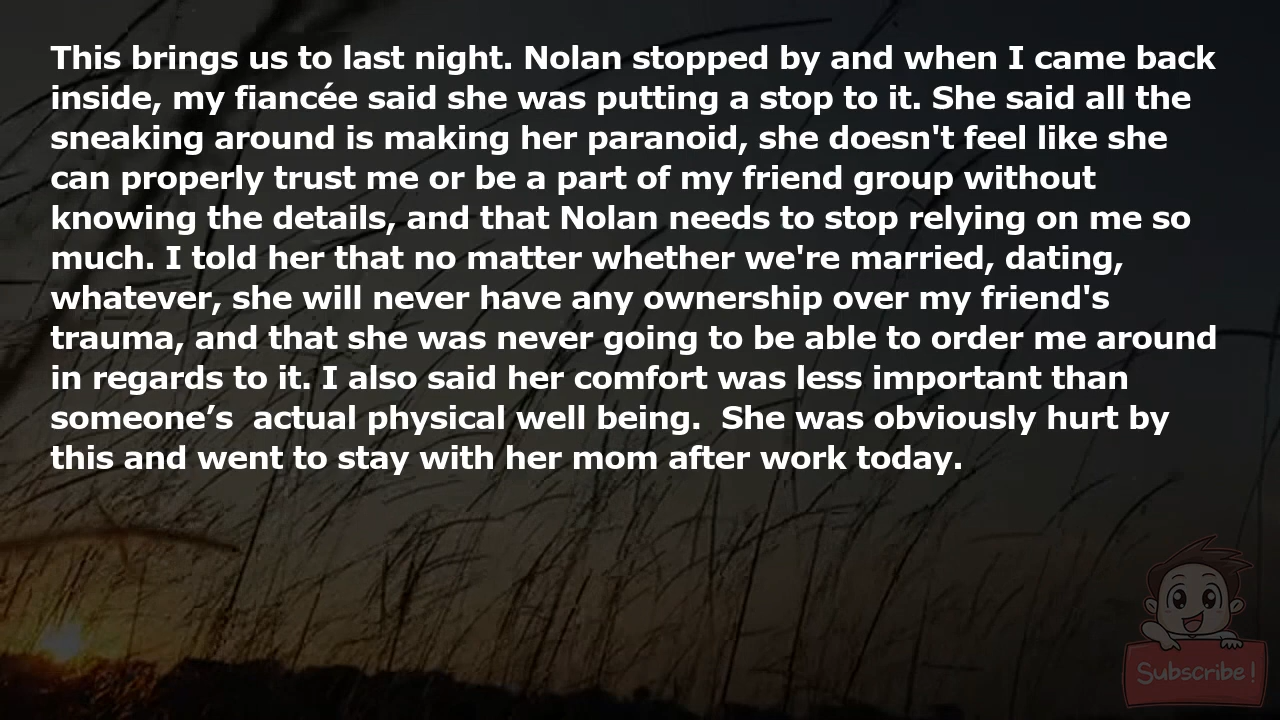 This brings us to last night. Nolan stopped by and when I came back
inside, my fiancée said she was putting a stop to it. She said all the
sneaking around is making her paranoid, she doesn't feel like she
can properly trust me or be a part of my friend group without
knowing the details, and that Nolan needs to stop relying on me so
much. I told her that no matter whether we're married, dating,
whatever, she will never have any ownership over my friend's
trauma, and that she was never going to be able to order me around
in regards to it. I also said her comfort was less important than
someone’s  actual physical well being.  She was obviously hurt by
this and went to stay with her mom after work today.
Subscribe!